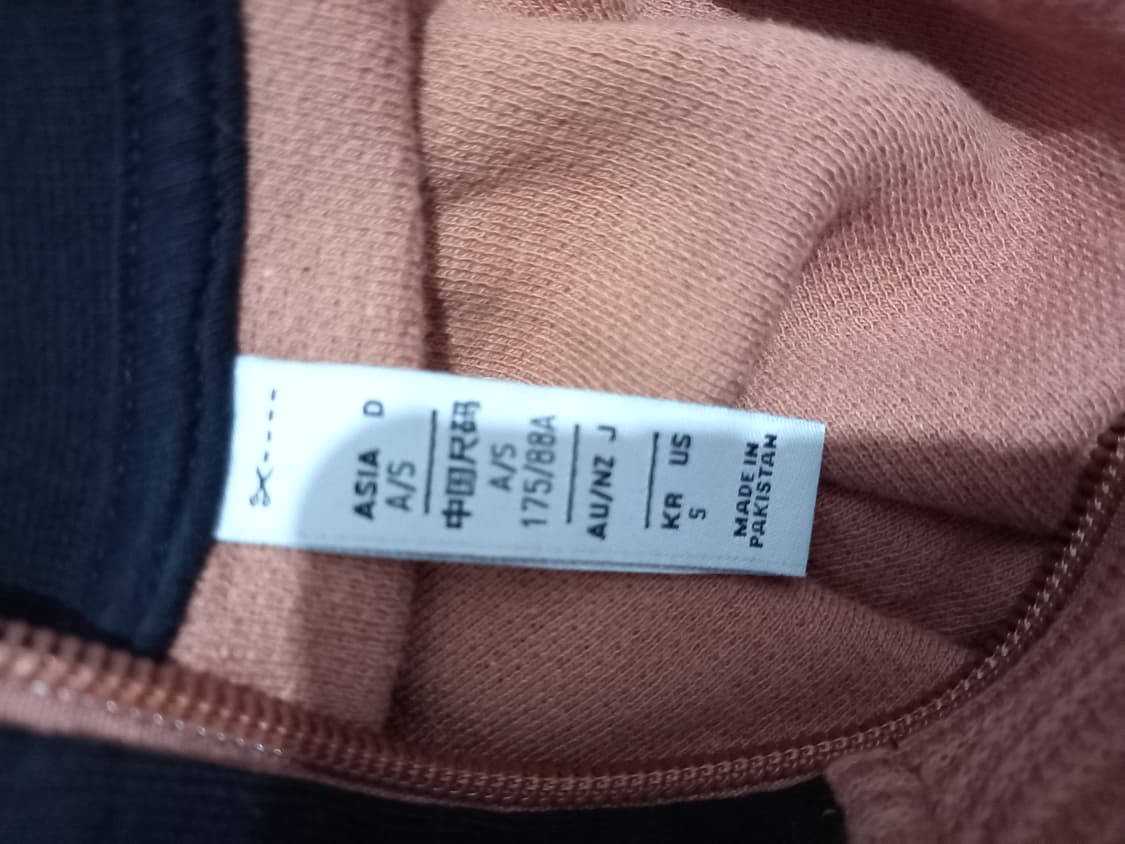 ASIA D
A/S
中国尺码
A/S
175/88A
AU/NZ J
KR US
S
MADE IN
PAKISTAN